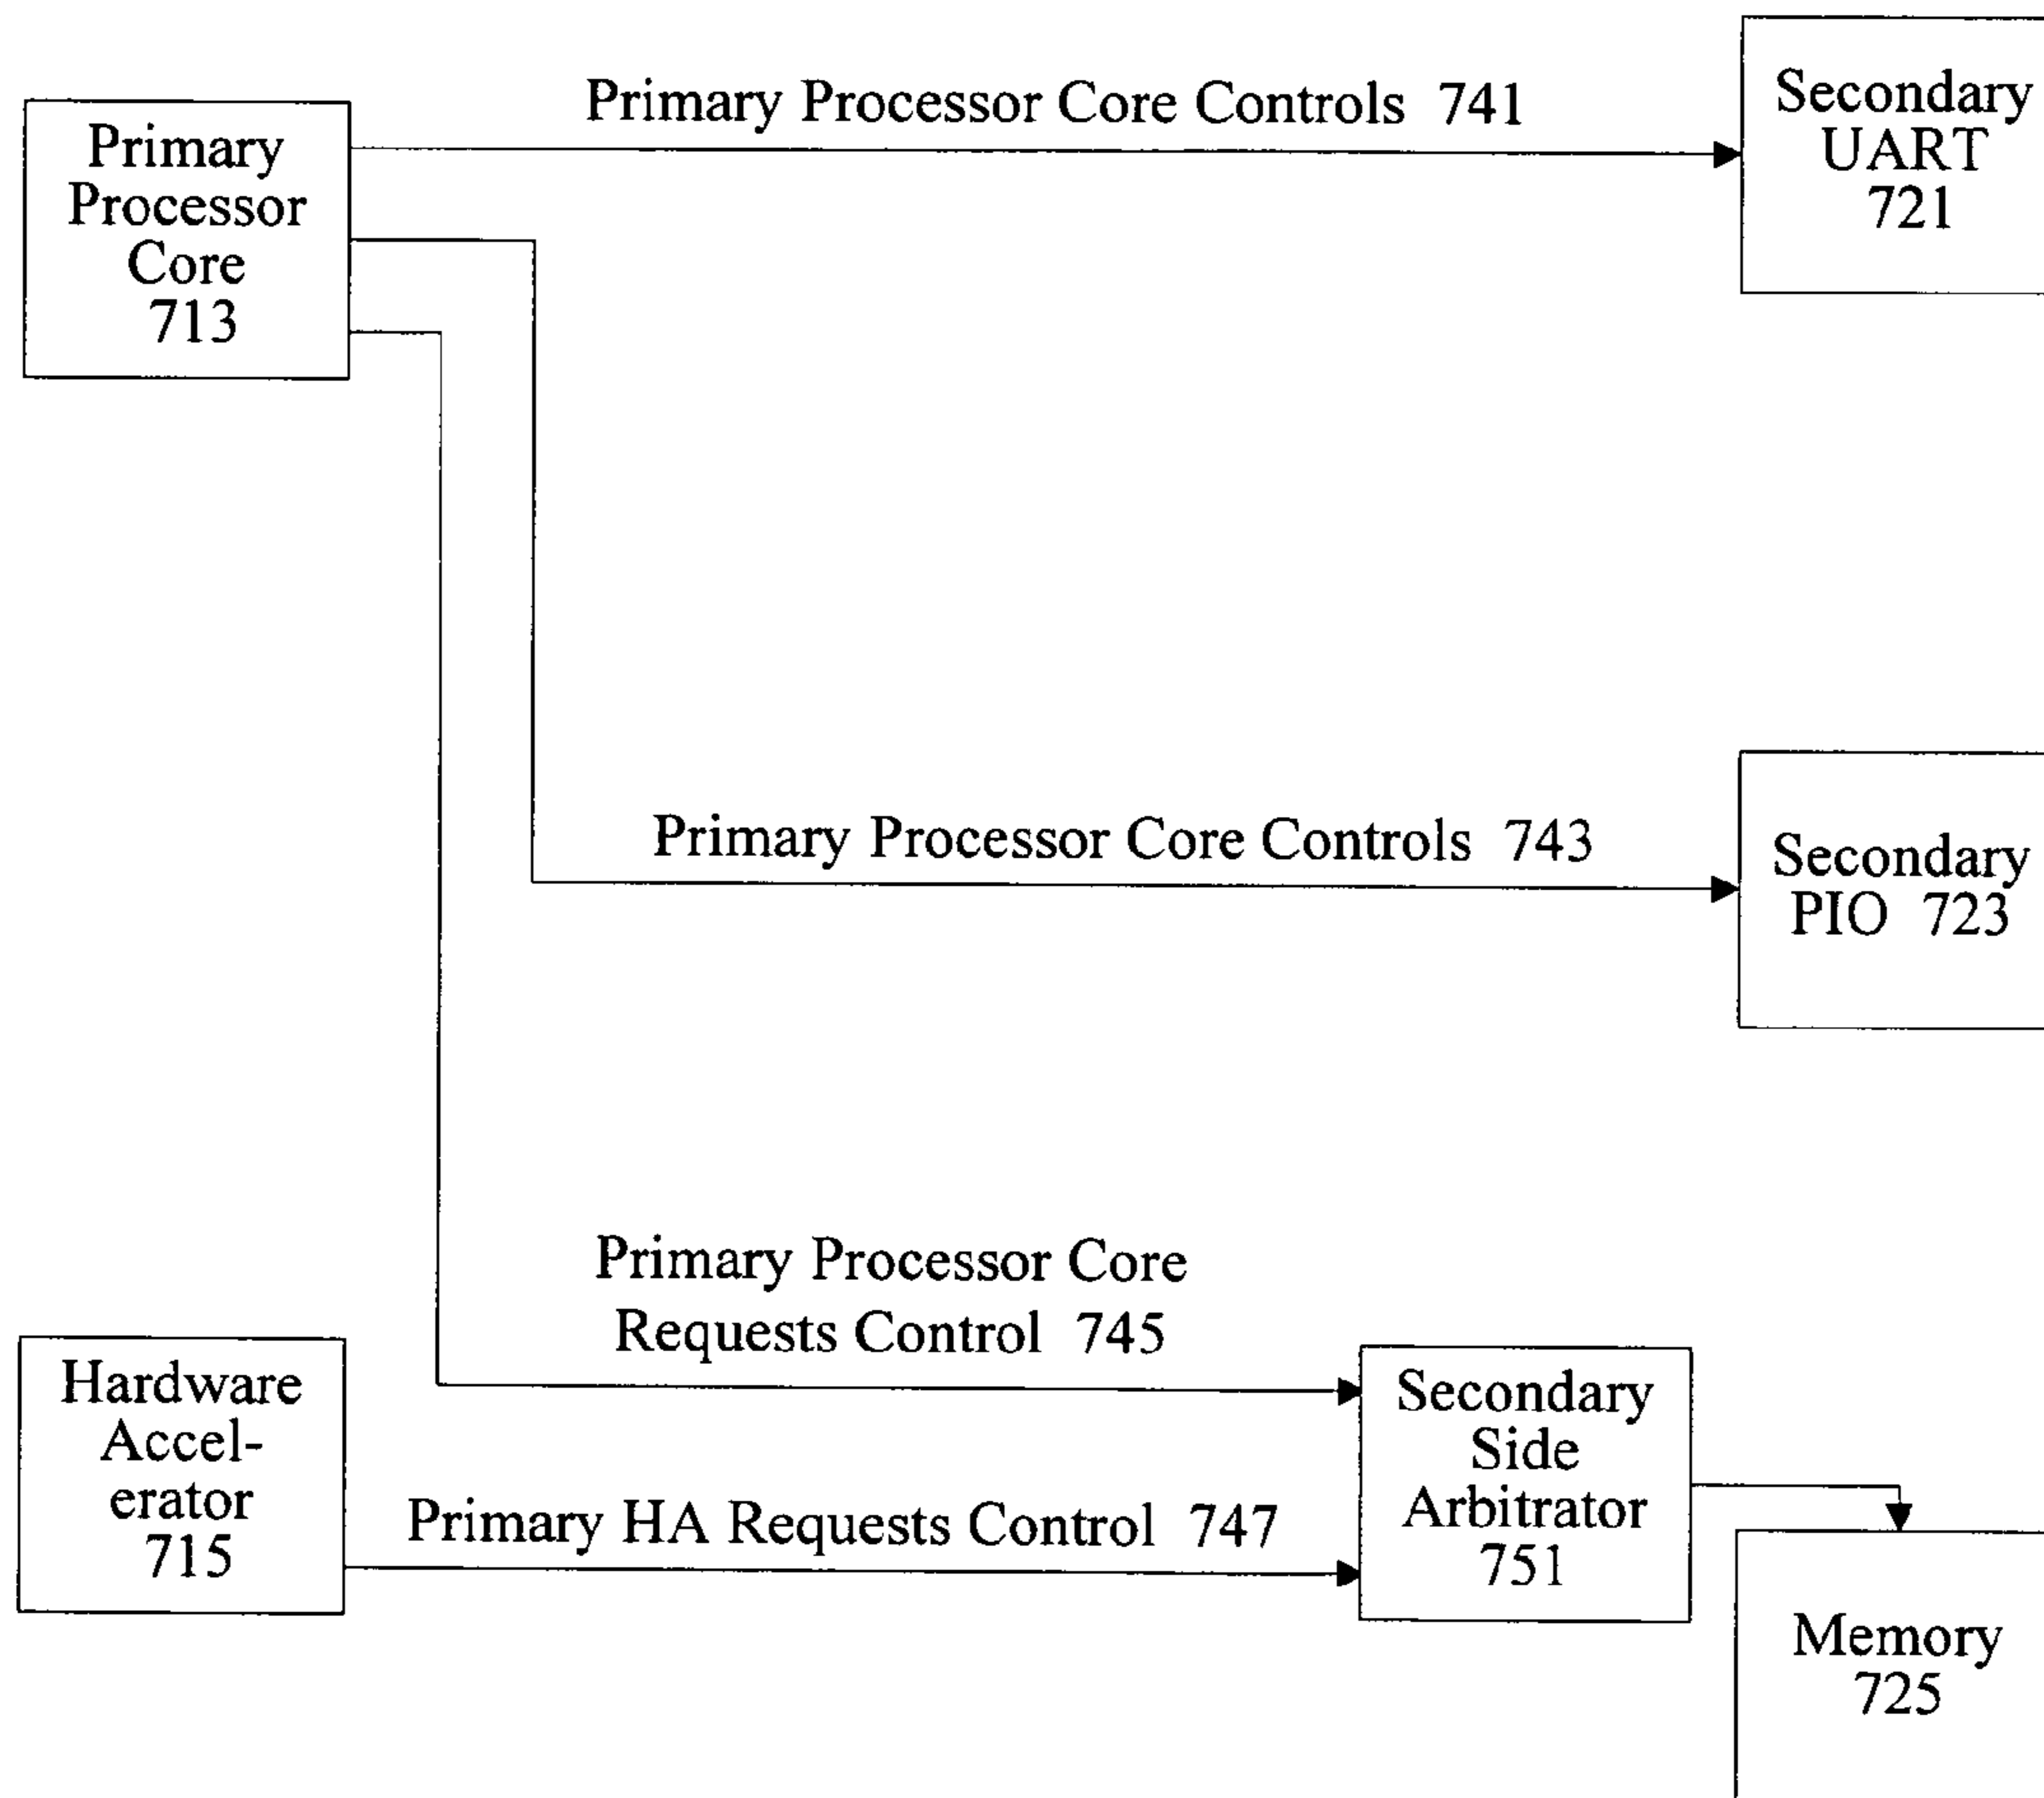 Primary
Processor
Core
713
Primary Processor Core Controls 741
Secondary
UART
721
Primary Processor Core Controls 743
Secondary
PIO 723
Primary Processor Core
Requests Control 745
Hardware
Accel-
erator
715
Primary HA Requests Control 747
Secondary
Side
Arbitrator
751
Memory
725